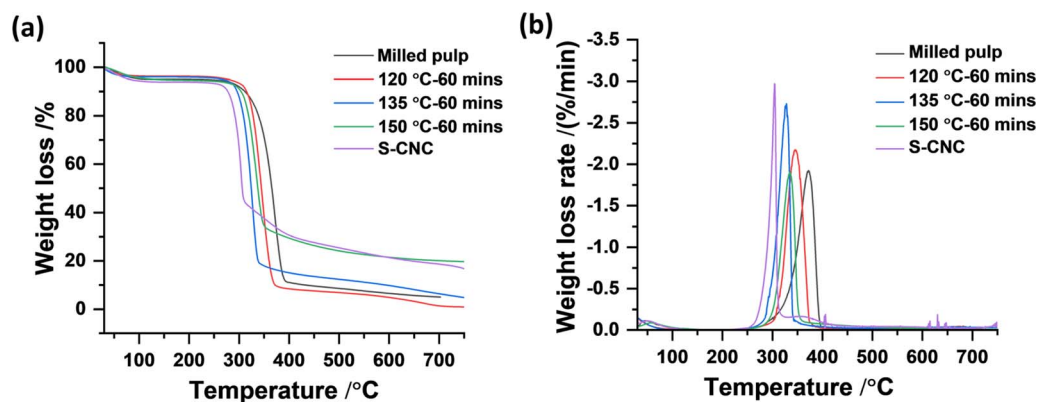 (a)
Milled pulp
120 °C-60 mins
135 °C-60 mins
150 °C-60 mins
S-CNC
Weight loss /%
100
80
60
40
20
0
100 200 300 400 500 600 700
Temperature /°C
(b)
Milled pulp
120 °C-60 mins
135 °C-60 mins
150 °C-60 mins
S-CNC
Weight loss rate /(%/min)
-3.5
-3.0
-2.5
-2.0
-1.5
-1.0
-0.5
0.0
100 200 300 400 500 600 700
Temperature /°C